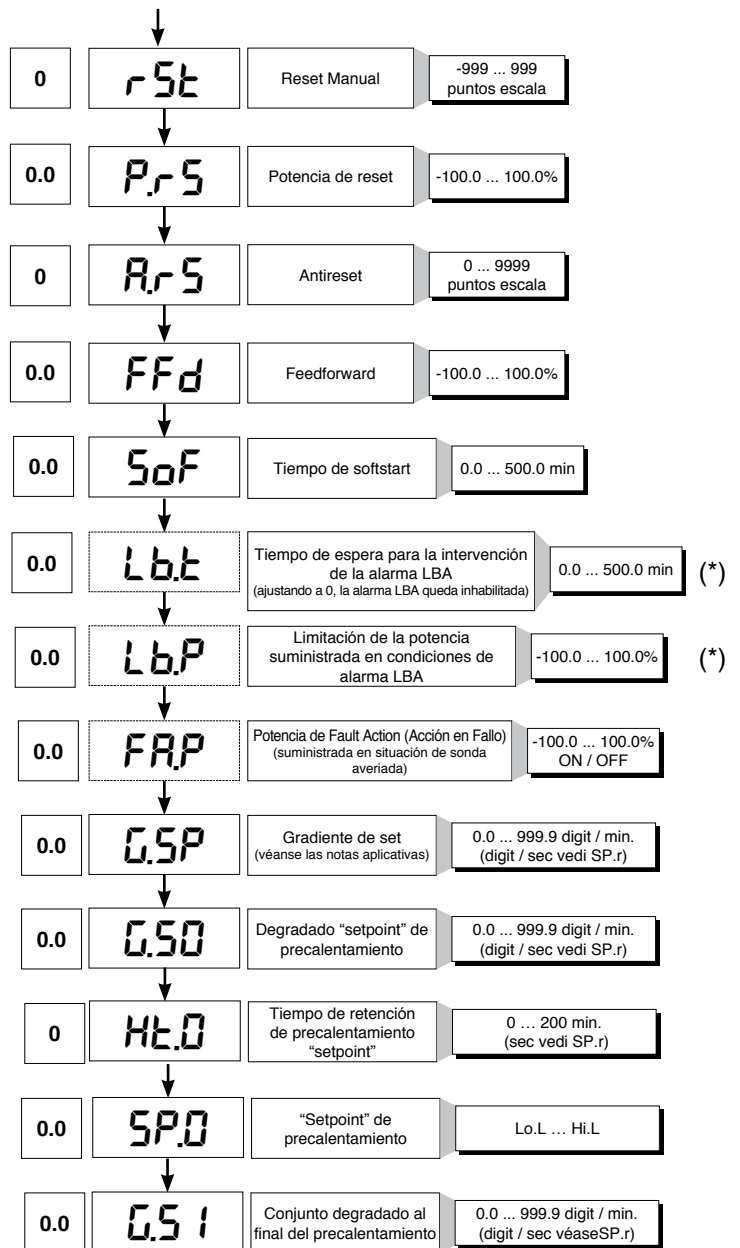 0
rSt
Reset Manual
-999 ... 999
puntos escala
0.0
P.rS
Potencia de reset
-100.0 ... 100.0%
0
A.rS
Antireset
0 ... 9999
puntos escala
0.0
FFd
Feedforward
-100.0 ... 100.0%
0.0
SoF
Tiempo de softstart
0.0 ... 500.0 min
0.0
Lb.t
Tiempo de espera para la intervención
de la alarma LBA
(ajustando a 0, la alarma LBA queda inhabilitada)
0.0 ... 500.0 min
(*)
0.0
Lb.P
Limitación de la potencia
suministrada en condiciones de
alarma LBA
-100.0 ... 100.0%
(*)
0.0
FA.P
Potencia de Fault Action (Acción en Fallo)
(suministrada en situación de sonda
averiada)
-100.0 ... 100.0%
ON / OFF
0.0
G.SP
Gradiente de set
(véanse las notas aplicativas)
0.0 ... 999.9 digit / min.
(digit / sec vedi SP.r)
0.0
G.S0
Degradado “setpoint” de
precalentamiento
0.0 ... 999.9 digit / min.
(digit / sec vedi SP.r)
0
Ht.0
Tiempo de retención
de precalentamiento
“setpoint”
0 … 200 min.
(sec vedi SP.r)
0.0
SP.0
“Setpoint” de
precalentamiento
Lo.L … Hi.L
0.0
G.S1
Conjunto degradado al
final del precalentamiento
0.0 ... 999.9 digit / min.
(digit / sec véaseSP.r)